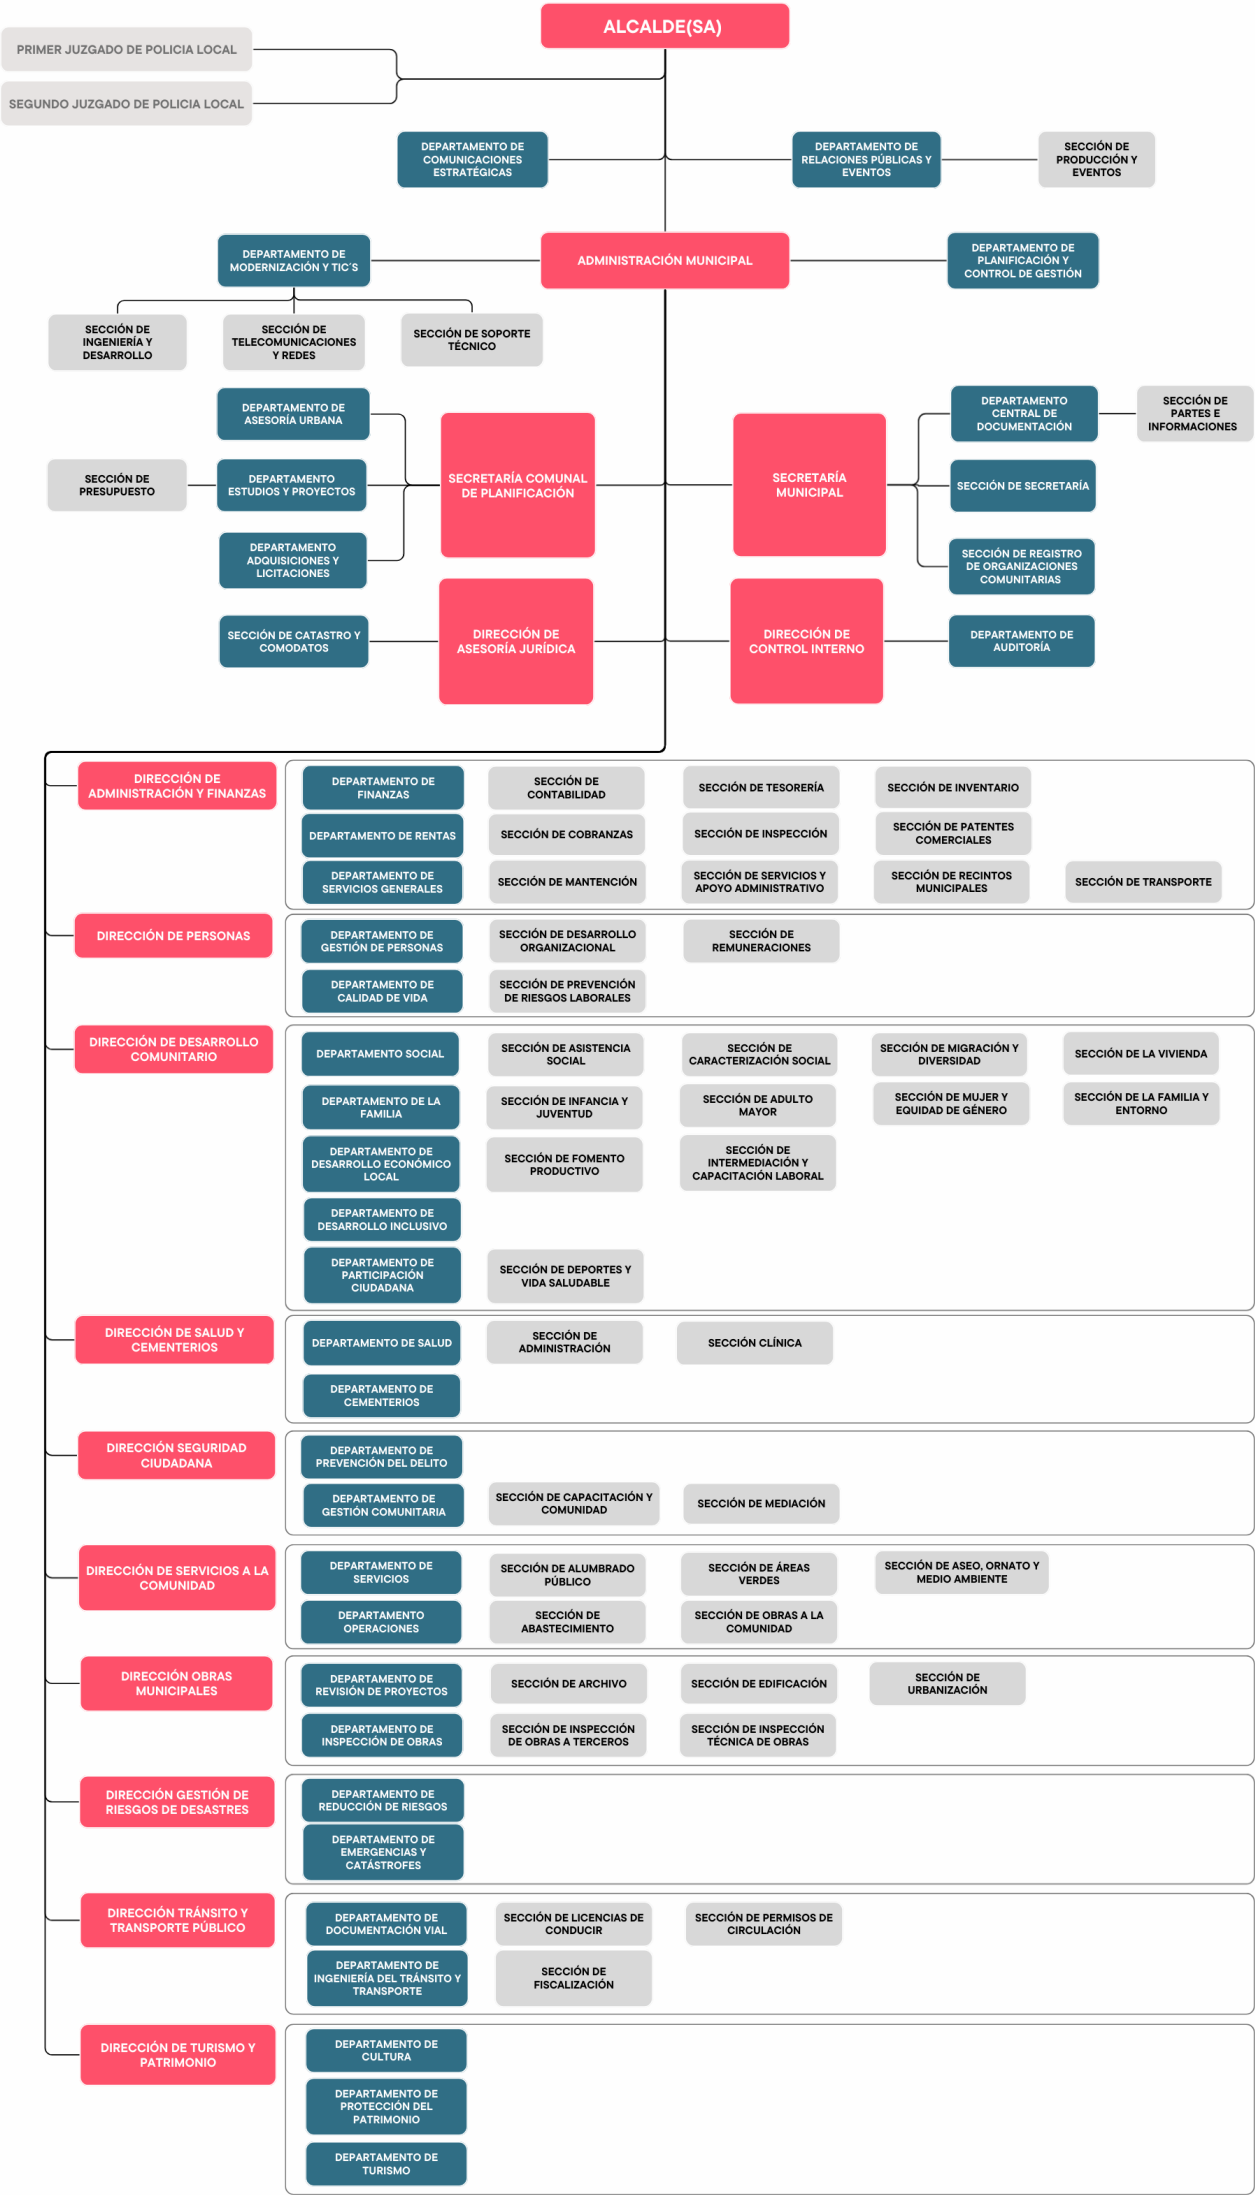 ALCALDE(SA)
PRIMER JUZGADO DE POLICIA LOCAL
SEGUNDO JUZGADO DE POLICIA LOCAL
DEPARTAMENTO DE
COMUNICACIONES
ESTRATÉGICAS
DEPARTAMENTO DE
RELACIONES PÚBLICAS Y
EVENTOS
SECCIÓN DE
PRODUCCIÓN Y
EVENTOS
DEPARTAMENTO DE
MODERNIZACIÓN Y TIC´S
ADMINISTRACIÓN MUNICIPAL
DEPARTAMENTO DE
PLANIFICACIÓN Y
CONTROL DE GESTIÓN
SECCIÓN DE
INGENIERÍA Y
DESARROLLO
SECCIÓN DE
TELECOMUNICACIONES
Y REDES
SECCIÓN DE SOPORTE
TÉCNICO
DEPARTAMENTO DE
ASESORÍA URBANA
SECCIÓN DE
PRESUPUESTO
DEPARTAMENTO
ESTUDIOS Y PROYECTOS
DEPARTAMENTO
ADQUISICIONES Y
LICITACIONES
SECRETARÍA COMUNAL
DE PLANIFICACIÓN
SECRETARÍA
MUNICIPAL
DEPARTAMENTO
CENTRAL DE
DOCUMENTACIÓN
SECCIÓN DE
PARTES E
INFORMACIONES
SECCIÓN DE SECRETARÍA
SECCIÓN DE REGISTRO
DE ORGANIZACIONES
COMUNITARIAS
SECCIÓN DE CATASTRO Y
COMODATOS
DIRECCIÓN DE
ASESORÍA JURÍDICA
DIRECCIÓN DE
CONTROL INTERNO
DEPARTAMENTO DE
AUDITORÍA
DIRECCIÓN DE
ADMINISTRACIÓN Y FINANZAS
DEPARTAMENTO DE
FINANZAS
SECCIÓN DE
CONTABILIDAD
SECCIÓN DE TESORERÍA
SECCIÓN DE INVENTARIO
DEPARTAMENTO DE RENTAS
SECCIÓN DE COBRANZAS
SECCIÓN DE INSPECCIÓN
SECCIÓN DE PATENTES
COMERCIALES
DEPARTAMENTO DE
SERVICIOS GENERALES
SECCIÓN DE MANTENCIÓN
SECCIÓN DE SERVICIOS Y
APOYO ADMINISTRATIVO
SECCIÓN DE RECINTOS
MUNICIPALES
SECCIÓN DE TRANSPORTE
DIRECCIÓN DE PERSONAS
DEPARTAMENTO DE
GESTIÓN DE PERSONAS
SECCIÓN DE DESARROLLO
ORGANIZACIONAL
SECCIÓN DE
REMUNERACIONES
DEPARTAMENTO DE
CALIDAD DE VIDA
SECCIÓN DE PREVENCIÓN
DE RIESGOS LABORALES
DIRECCIÓN DE DESARROLLO
COMUNITARIO
DEPARTAMENTO SOCIAL
SECCIÓN DE ASISTENCIA
SOCIAL
SECCIÓN DE
CARACTERIZACIÓN SOCIAL
SECCIÓN DE MIGRACIÓN Y
DIVERSIDAD
SECCIÓN DE LA VIVIENDA
DEPARTAMENTO DE LA
FAMILIA
SECCIÓN DE INFANCIA Y
JUVENTUD
SECCIÓN DE ADULTO
MAYOR
SECCIÓN DE MUJER Y
EQUIDAD DE GÉNERO
SECCIÓN DE LA FAMILIA Y
ENTORNO
DEPARTAMENTO DE
DESARROLLO ECONÓMICO
LOCAL
SECCIÓN DE FOMENTO
PRODUCTIVO
SECCIÓN DE
INTERMEDIACIÓN Y
CAPACITACIÓN LABORAL
DEPARTAMENTO DE
DESARROLLO INCLUSIVO
DEPARTAMENTO DE
PARTICIPACIÓN
CIUDADANA
SECCIÓN DE DEPORTES Y
VIDA SALUDABLE
DIRECCIÓN DE SALUD Y
CEMENTERIOS
DEPARTAMENTO DE SALUD
SECCIÓN DE
ADMINISTRACIÓN
SECCIÓN CLÍNICA
DEPARTAMENTO DE
CEMENTERIOS
DIRECCIÓN SEGURIDAD
CIUDADANA
DEPARTAMENTO DE
PREVENCIÓN DEL DELITO
DEPARTAMENTO DE
GESTIÓN COMUNITARIA
SECCIÓN DE CAPACITACIÓN Y
COMUNIDAD
SECCIÓN DE MEDIACIÓN
DIRECCIÓN DE SERVICIOS A LA
COMUNIDAD
DEPARTAMENTO DE
SERVICIOS
SECCIÓN DE ALUMBRADO
PÚBLICO
SECCIÓN DE ÁREAS
VERDES
SECCIÓN DE ASEO, ORNATO Y
MEDIO AMBIENTE
DEPARTAMENTO
OPERACIONES
SECCIÓN DE
ABASTECIMIENTO
SECCIÓN DE OBRAS A LA
COMUNIDAD
DIRECCIÓN OBRAS
MUNICIPALES
DEPARTAMENTO DE
REVISIÓN DE PROYECTOS
SECCIÓN DE ARCHIVO
SECCIÓN DE EDIFICACIÓN
SECCIÓN DE
URBANIZACIÓN
DEPARTAMENTO DE
INSPECCIÓN DE OBRAS
SECCIÓN DE INSPECCIÓN
DE OBRAS A TERCEROS
SECCIÓN DE INSPECCIÓN
TÉCNICA DE OBRAS
DIRECCIÓN GESTIÓN DE
RIESGOS DE DESASTRES
DEPARTAMENTO DE
REDUCCIÓN DE RIESGOS
DEPARTAMENTO DE
EMERGENCIAS Y
CATÁSTROFES
DIRECCIÓN TRÁNSITO Y
TRANSPORTE PÚBLICO
DEPARTAMENTO DE
DOCUMENTACIÓN VIAL
SECCIÓN DE LICENCIAS DE
CONDUCIR
SECCIÓN DE PERMISOS DE
CIRCULACIÓN
DEPARTAMENTO DE
INGENIERÍA DEL TRÁNSITO Y
TRANSPORTE
SECCIÓN DE
FISCALIZACIÓN
DIRECCIÓN DE TURISMO Y
PATRIMONIO
DEPARTAMENTO DE
CULTURA
DEPARTAMENTO DE
PROTECCIÓN DEL
PATRIMONIO
DEPARTAMENTO DE
TURISMO